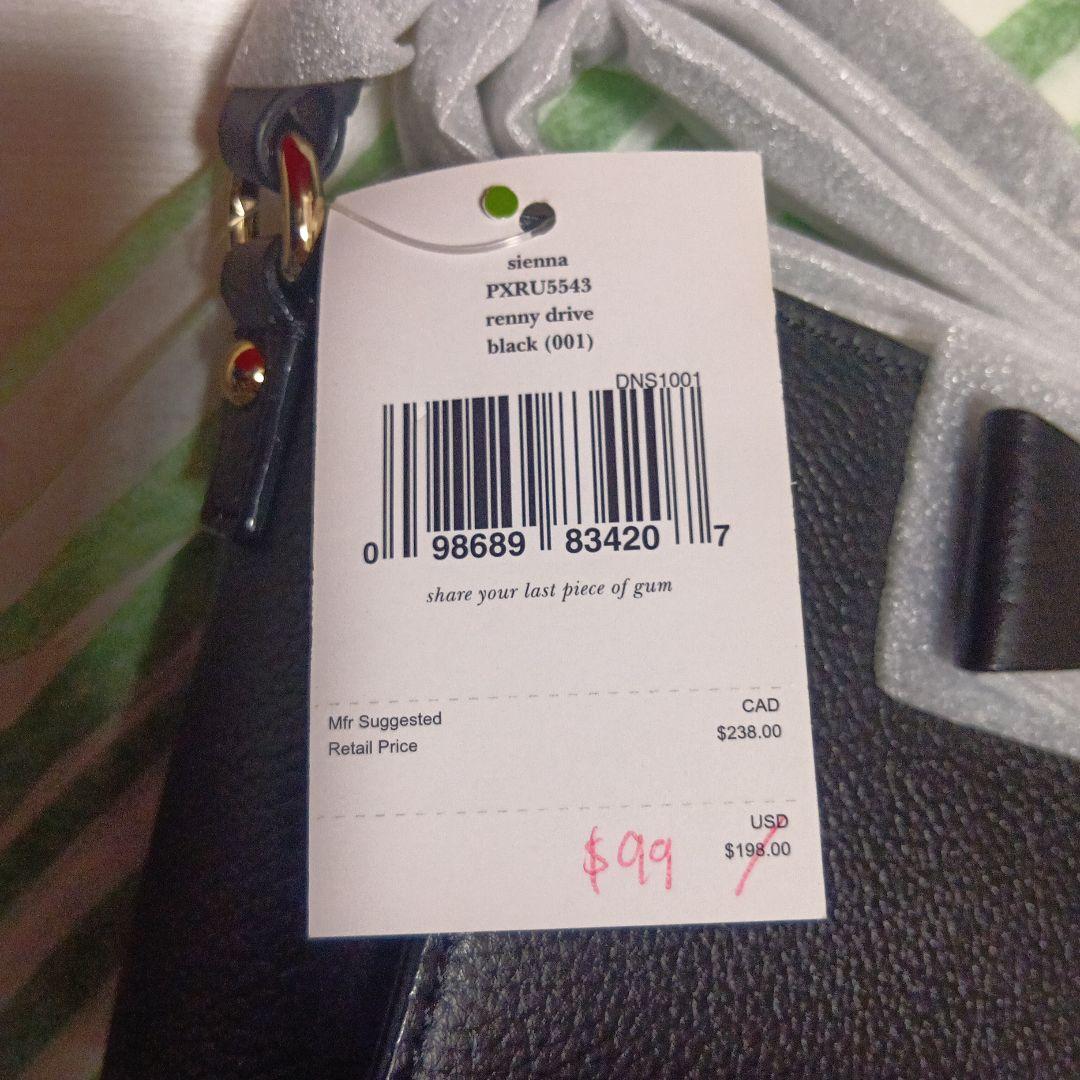 sienna
PXRU5543
renny drive
black (001)
DNS1001
0 98689 83420 7
share your last piece of gum
Mfr Suggested
Retail Price
CAD
$238.00
USD
$198.00
$99